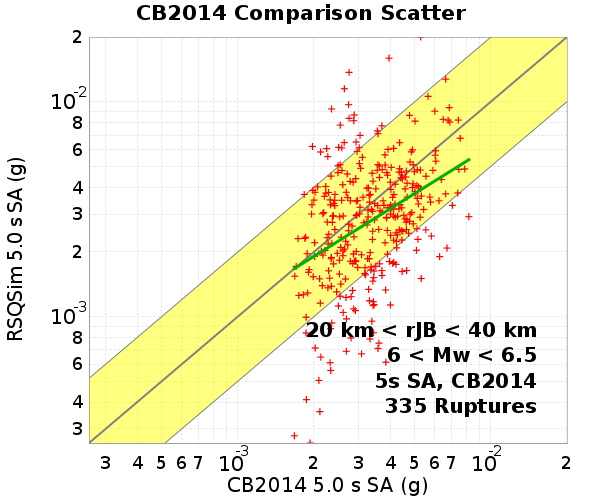 CB2014 Comparison Scatter
2
10-2
8
6
4
3
2
10-3
8
6
4
3
RSQSim 5.0 s SA (g)
20 km < rJB < 40 km
6 < Mw < 6.5
5s SA, CB2014
335 Ruptures
3 4 5 6 7 10-3 2 3 4 5 6 7 10-2 2
CB2014 5.0 s SA (g)